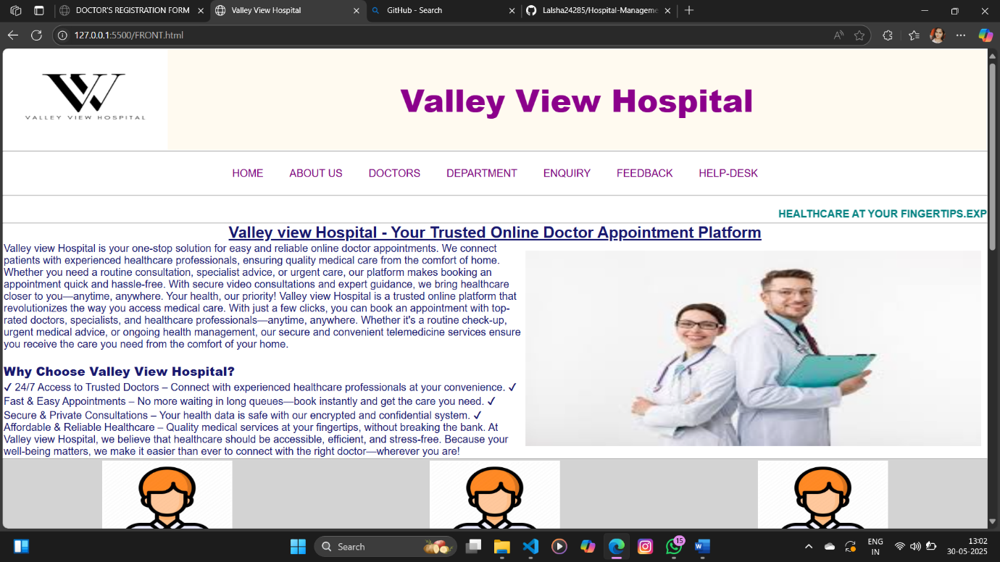 DOCTOR'S REGISTRATION FORM
Valley View Hospital
GitHub - Search
Lalsha24285/Hospital-Manageme
127.0.0.1:5500/FRONT.html
VALLEY VIEW HOSPITAL
Valley View Hospital
HOME ABOUT US DOCTORS DEPARTMENT ENQUIRY FEEDBACK HELP-DESK
HEALTHCARE AT YOUR FINGERTIPS.EXP
Valley view Hospital - Your Trusted Online Doctor Appointment Platform
Valley view Hospital is your one-stop solution for easy and reliable online doctor appointments. We connect
patients with experienced healthcare professionals, ensuring quality medical care from the comfort of home.
Whether you need a routine consultation, specialist advice, or urgent care, our platform makes booking an
appointment quick and hassle-free. With secure video consultations and expert guidance, we bring healthcare
closer to you—anytime, anywhere. Your health, our priority! Valley view Hospital is a trusted online platform that
revolutionizes the way you access medical care. With just a few clicks, you can book an appointment with top-
rated doctors, specialists, and healthcare professionals—anytime, anywhere. Whether it's a routine check-up,
urgent medical advice, or ongoing health management, our secure and convenient telemedicine services ensure
you receive the care you need from the comfort of your home.
Why Choose Valley View Hospital?
✔ 24/7 Access to Trusted Doctors – Connect with experienced healthcare professionals at your convenience. ✔
Fast & Easy Appointments – No more waiting in long queues—book instantly and get the care you need. ✔
Secure & Private Consultations – Your health data is safe with our encrypted and confidential system. ✔
Affordable & Reliable Healthcare – Quality medical services at your fingertips, without breaking the bank. At
Valley view Hospital, we believe that healthcare should be accessible, efficient, and stress-free. Because your
well-being matters, we make it easier than ever to connect with the right doctor—wherever you are!
Search
15
ENG
IN
13:02
30-05-2025